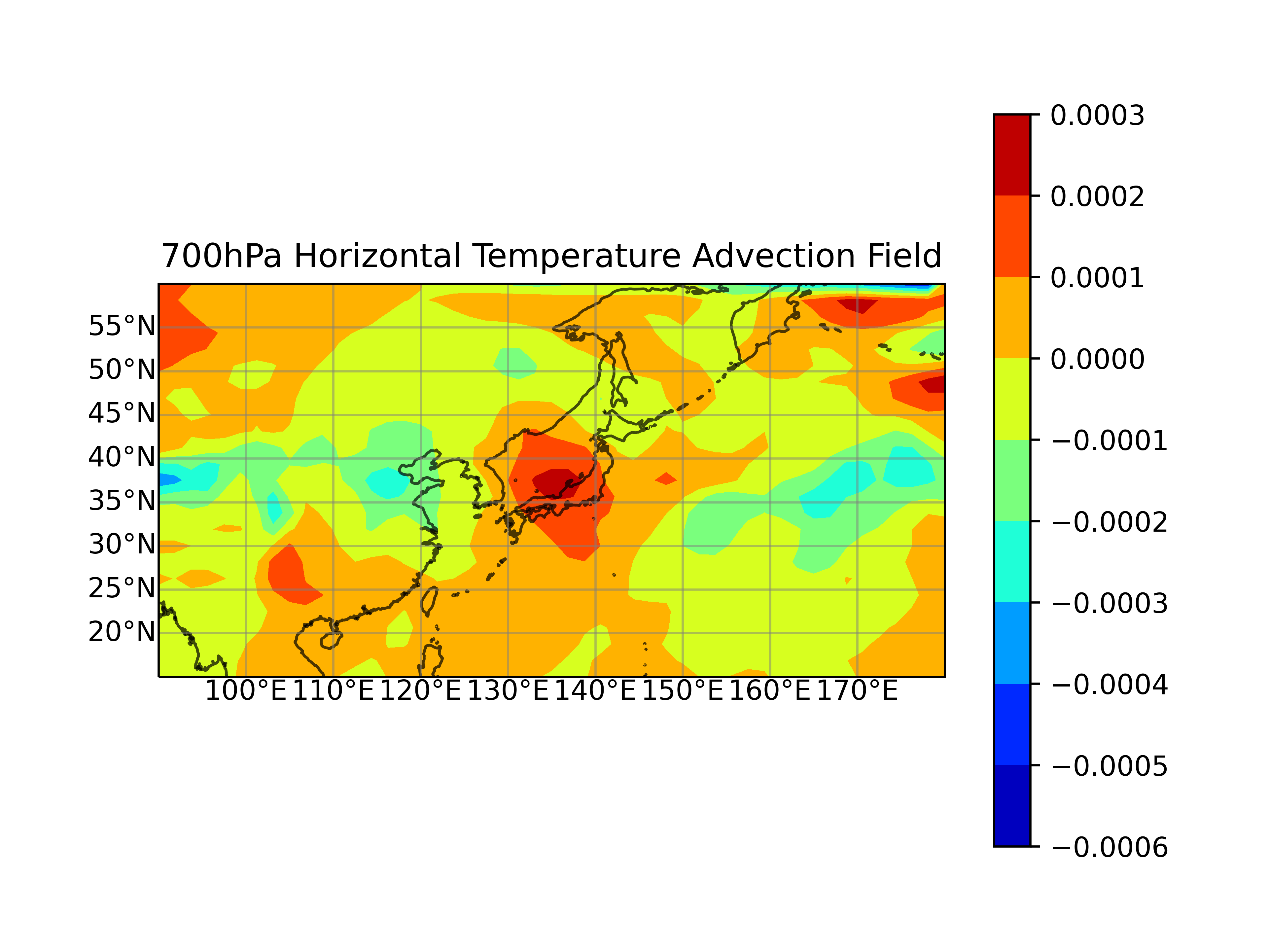 700hPa Horizontal Temperature Advection Field
55°N
50°N
45°N
40°N
35°N
30°N
25°N
20°N
100°E 110°E 120°E 130°E 140°E 150°E 160°E 170°E
0.0003
0.0002
0.0001
0.0000
−0.0001
−0.0002
−0.0003
−0.0004
−0.0005
−0.0006